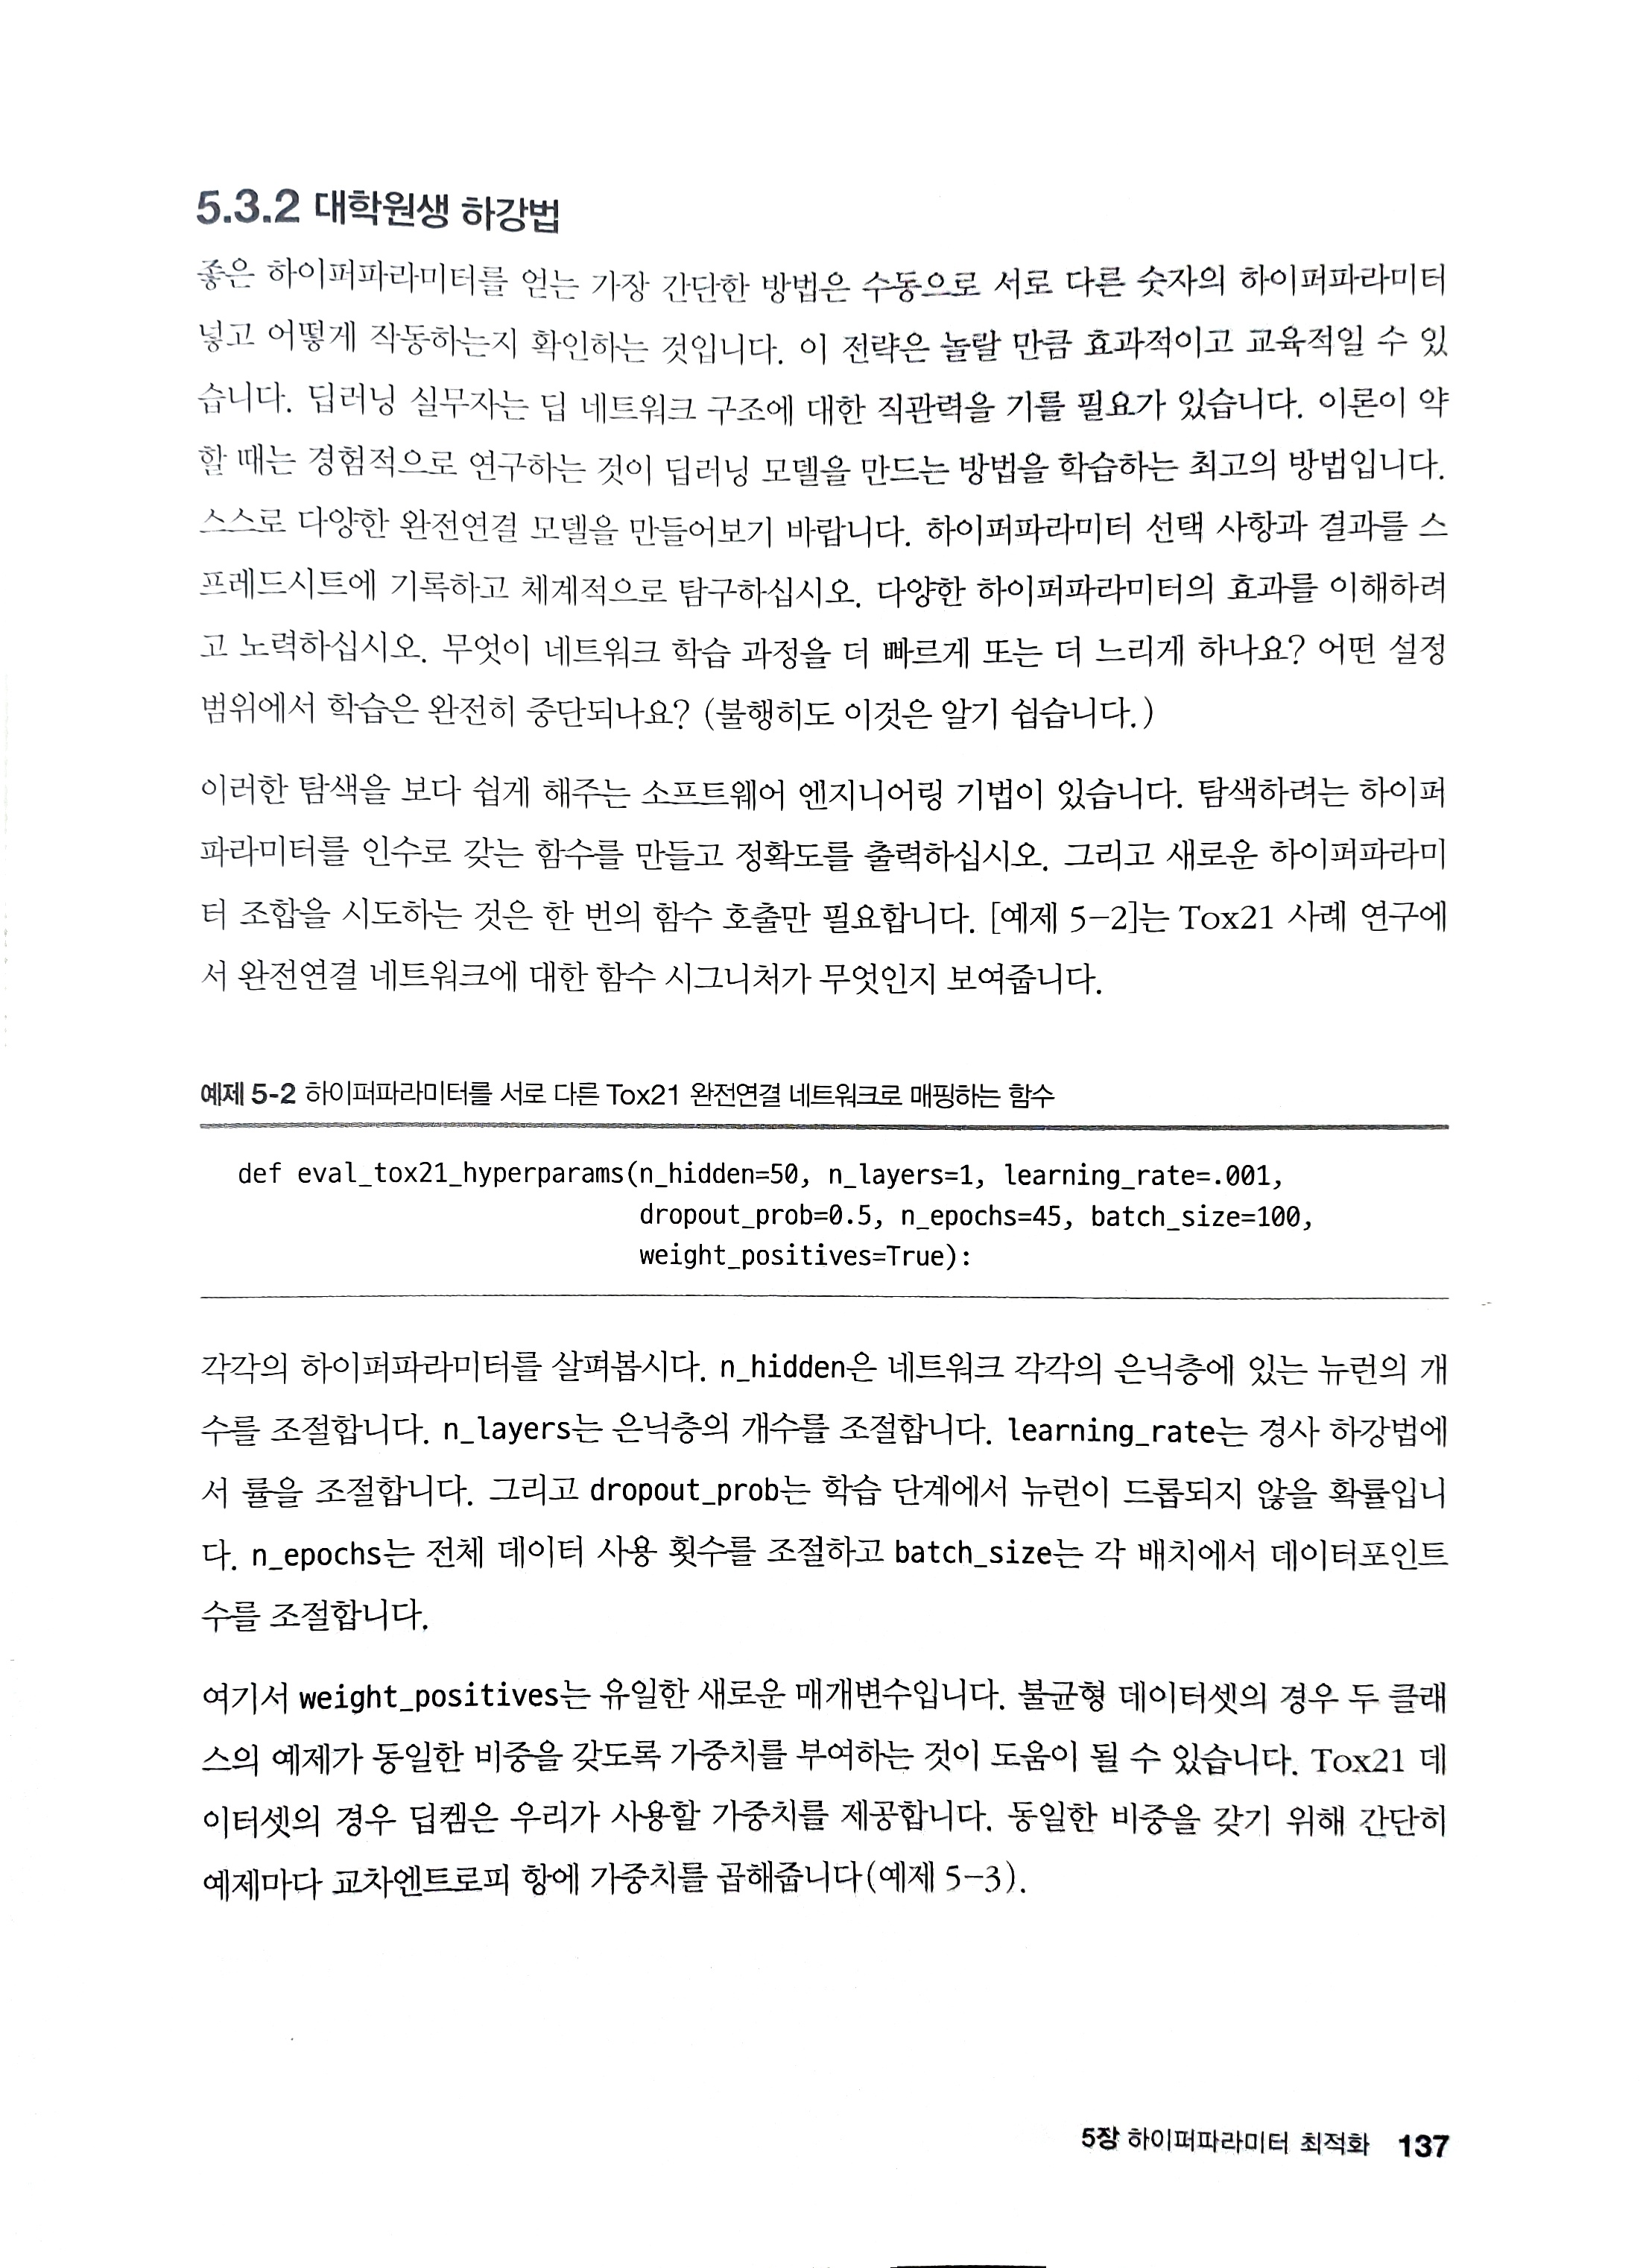 5.3.2 대학원생 하강법
좋은 하이퍼파라미터를 얻는 가장 간단한 방법은 수동으로 서로 다른 숫자의 하이퍼파라미터
넣고 어떻게 작동하는지 확인하는 것입니다. 이 전략은 놀랄 만큼 효과적이고 교육적일 수 있
습니다. 딥러닝 실무자는 딥 네트워크 구조에 대한 직관력을 기를 필요가 있습니다. 이론이 약
할 때는 경험적으로 연구하는 것이 딥러닝 모델을 만드는 방법을 학습하는 최고의 방법입니다.
스스로 다양한 완전연결 모델을 만들어보기 바랍니다. 하이퍼파라미터 선택 사항과 결과를 스
프레드시트에 기록하고 체계적으로 탐구하십시오. 다양한 하이퍼파라미터의 효과를 이해하려
고 노력하십시오. 무엇이 네트워크 학습 과정을 더 빠르게 또는 더 느리게 하나요? 어떤 설정
범위에서 학습은 완전히 중단되나요? (불행히도 이것은 알기 쉽습니다.)
이러한 탐색을 보다 쉽게 해주는 소프트웨어 엔지니어링 기법이 있습니다. 탐색하려는 하이퍼
파라미터를 인수로 갖는 함수를 만들고 정확도를 출력하십시오. 그리고 새로운 하이퍼파라미
터 조합을 시도하는 것은 한 번의 함수 호출만 필요합니다. [예제 5-2]는 Tox21 사례 연구에
서 완전연결 네트워크에 대한 함수 시그니처가 무엇인지 보여줍니다.
예제 5-2 하이퍼파라미터를 서로 다른 Tox21 완전연결 네트워크로 매핑하는 함수
def eval_tox21_hyperparams(n_hidden=50, n_layers=1, learning_rate=.001,
dropout_prob=0.5, n_epochs=45, batch_size=100,
weight_positives=True):
각각의 하이퍼파라미터를 살펴봅시다. n_hidden은 네트워크 각각의 은닉층에 있는 뉴런의 개
수를 조절합니다. n_layers는 은닉층의 개수를 조절합니다. learning_rate는 경사 하강법에
서 률을 조절합니다. 그리고 dropout_prob는 학습 단계에서 뉴런이 드롭되지 않을 확률입니
다. n_epochs는 전체 데이터 사용 횟수를 조절하고 batch_size는 각 배치에서 데이터포인트
수를 조절합니다.
여기서 weight_positives는 유일한 새로운 매개변수입니다. 불균형 데이터셋의 경우 두 클래
스의 예제가 동일한 비중을 갖도록 가중치를 부여하는 것이 도움이 될 수 있습니다. Tox21 데
이터셋의 경우 딥켐은 우리가 사용할 가중치를 제공합니다. 동일한 비중을 갖기 위해 간단히
예제마다 교차엔트로피 항에 가중치를 곱해줍니다(예제 5-3).
5장 하이퍼파라미터 최적화 137